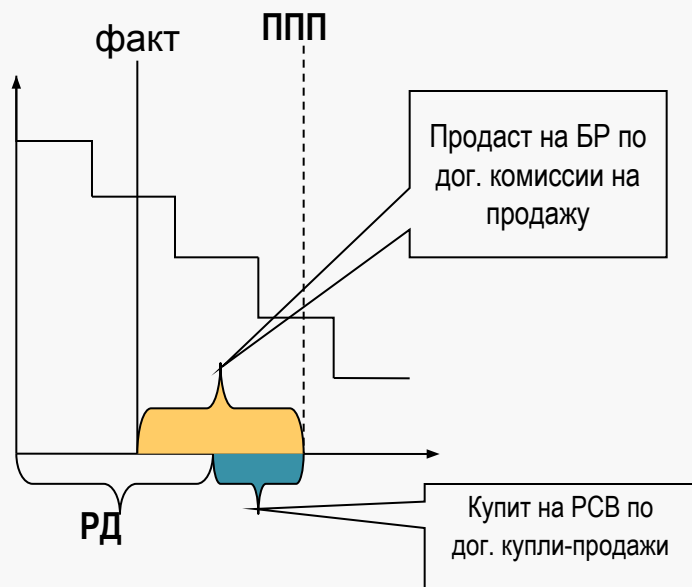 факт
ППП
Продаст на БР по
дог. комиссии на
продажу
РД
Купит на РСВ по
дог. купли-продажи